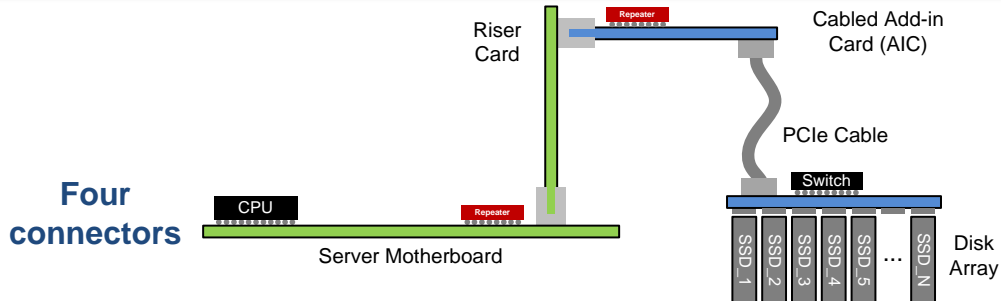 Repeater
Riser
Card
Cabled Add-in
Card (AIC)
PCIe Cable
Four
connectors
CPU
Repeater
Switch
Server Motherboard
SSD_1
SSD_2
SSD_3
SSD_4
SSD_5
...
SSD_N
Disk
Array